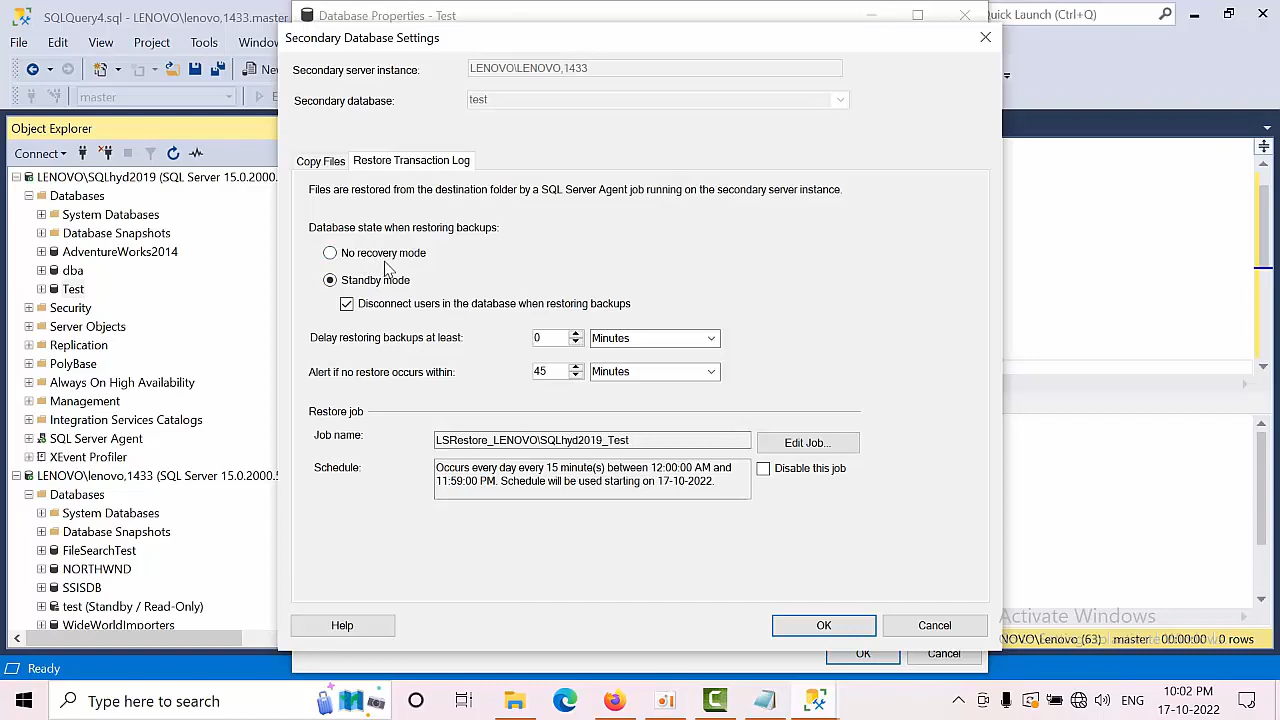 SQLQuery4.sql - LENOVO\lenovo,1433.master
Database Properties - Test
Quick Launch (Ctrl+Q)
File Edit View Project Tools Window
Secondary Database Settings
Secondary server instance: LENOVO\LENOVO,1433
Secondary database: test
master
Object Explorer
Connect
Copy Files Restore Transaction Log
LENOVO\SQLhyd2019 (SQL Server 15.0.2000.
Databases
System Databases
Database Snapshots
AdventureWorks2014
dba
Test
Security
Server Objects
Replication
PolyBase
Always On High Availability
Management
Integration Services Catalogs
SQL Server Agent
XEvent Profiler
LENOVO\lenovo,1433 (SQL Server 15.0.2000.5
Databases
System Databases
Database Snapshots
FileSearchTest
NORTHWND
SSISDB
test (Standby / Read-Only)
WideWorldImporters
Files are restored from the destination folder by a SQL Server Agent job running on the secondary server instance.
Database state when restoring backups:
No recovery mode
Standby mode
Disconnect users in the database when restoring backups
Delay restoring backups at least: 0 Minutes
Alert if no restore occurs within: 45 Minutes
Restore job
Job name: LSRestore_LENOVO\SQLhyd2019_Test Edit Job...
Schedule: Occurs every day every 15 minute(s) between 12:00:00 AM and
11:59:00 PM. Schedule will be used starting on 17-10-2022.
Disable this job
Help OK Cancel
OK Cancel
Activate Windows
NOVO\lenovo (63) master 00:00:00 0 rows
Ready
Type here to search
ENG
10:02 PM
17-10-2022